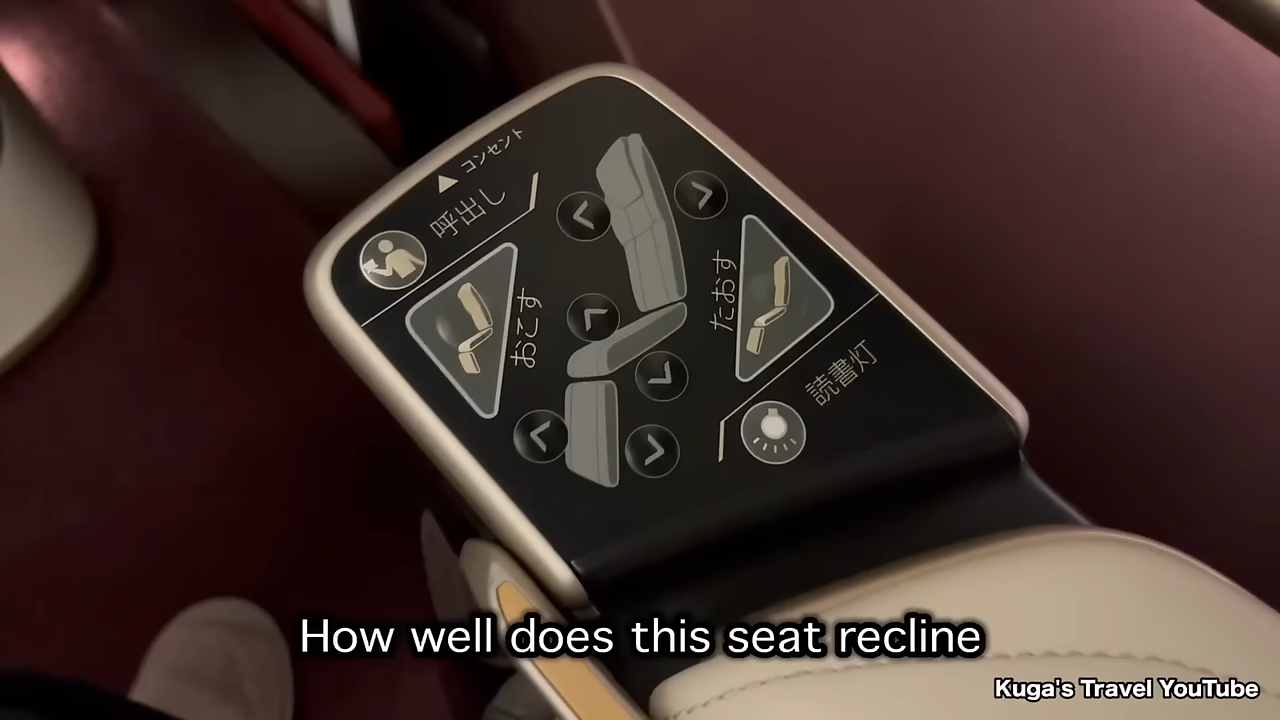 ▲ コンセント
呼出し
おこす
たおす
読書灯
How well does this seat recline
Kuga's Travel YouTube